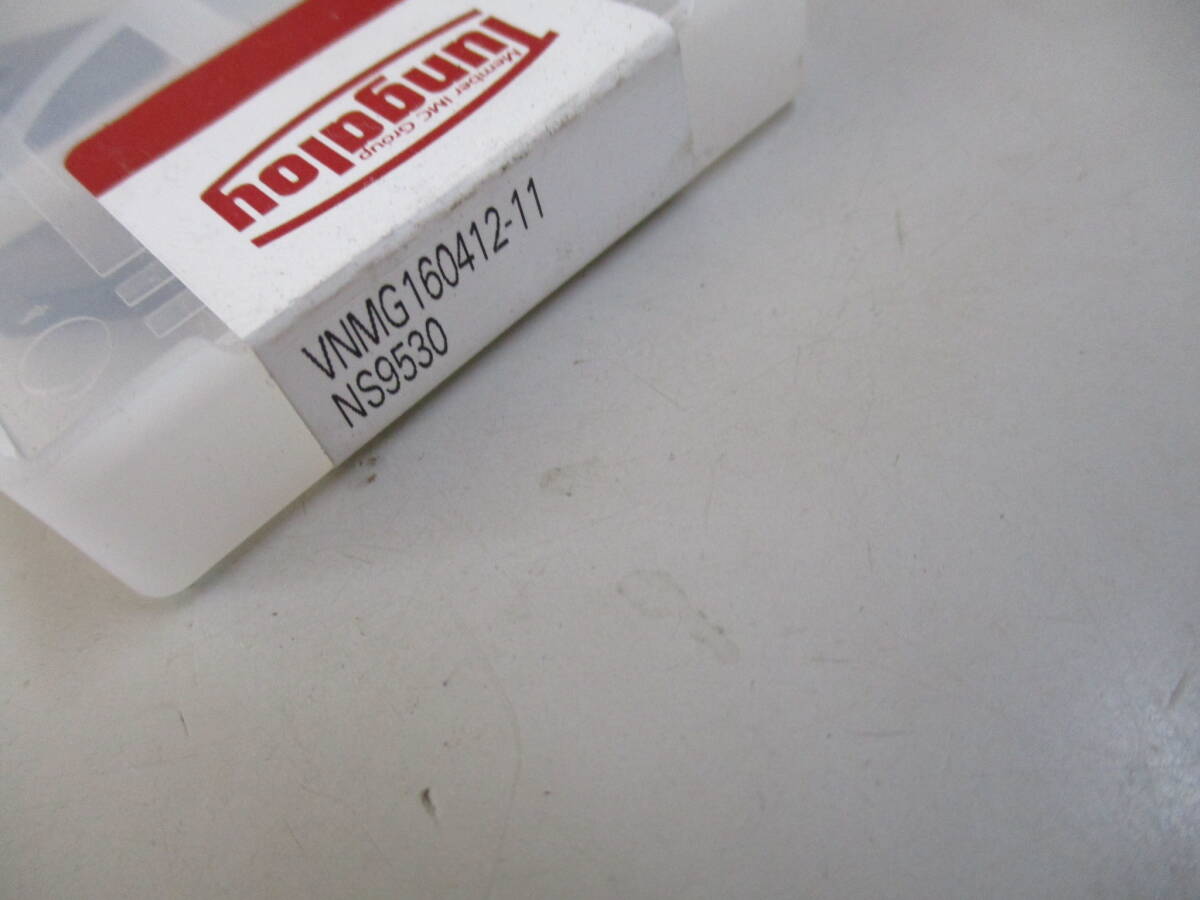 Tungaloy
Member IMC Group
VNMG160412-11
NS9530